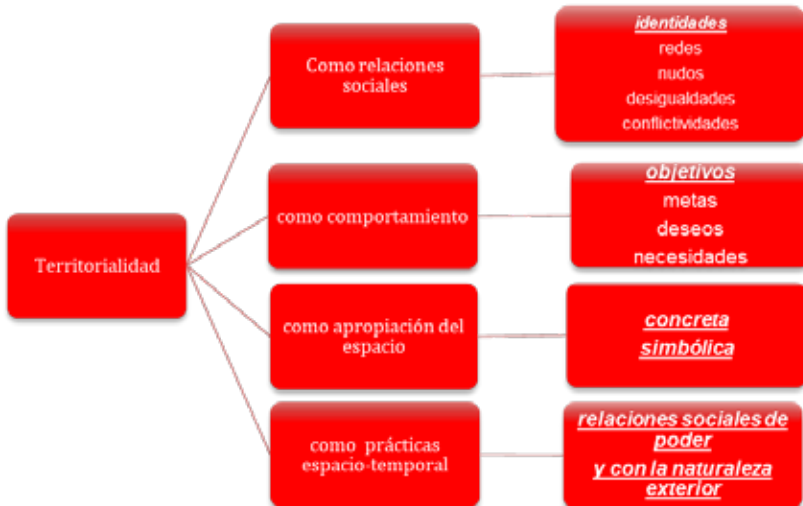 Territorialidad
Como relaciones
sociales
identidades
redes
nudos
desigualdades
conflictividades
como comportamiento
objetivos
metas
deseos
necesidades
como apropiación del
espacio
concreta
simbólica
como prácticas
espacio-temporal
relaciones sociales de
poder
y con la naturaleza
exterior